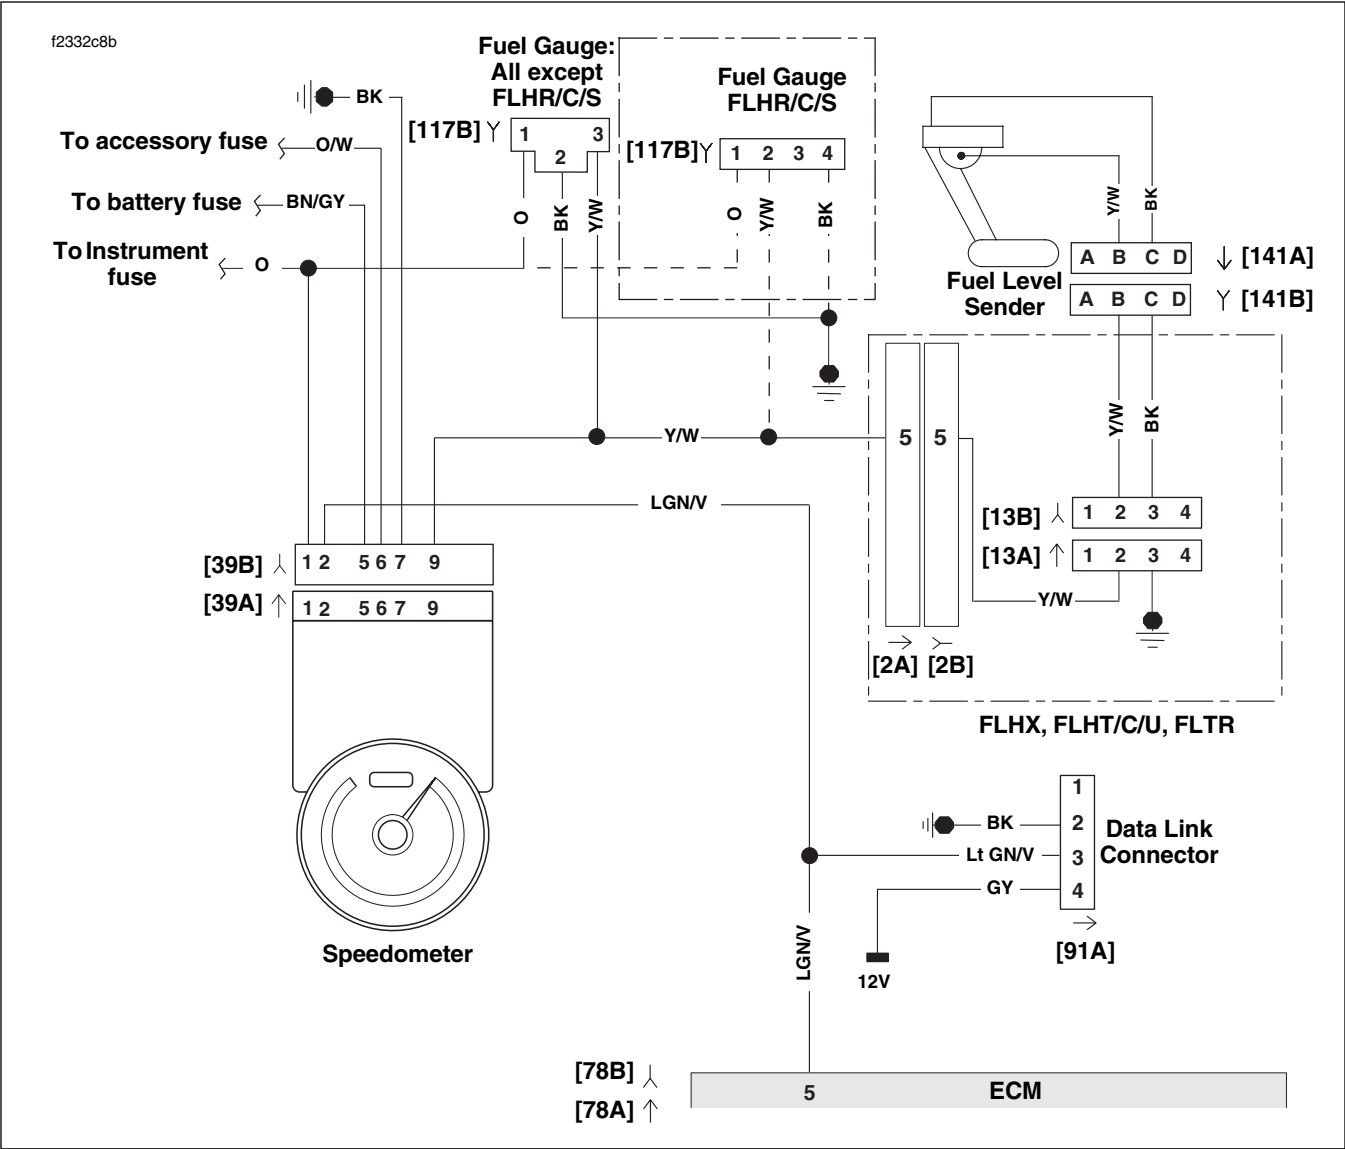 f2332c8b
Fuel Gauge:
All except
FLHR/C/S
Fuel Gauge
FLHR/C/S
BK
[117B]
1
2
3
[117B]
1 2 3 4
To accessory fuse
O/W
To battery fuse
BN/GY
To Instrument
fuse
O
O
BK
Y/W
O
Y/W
BK
Y/W
BK
A B C D
[141A]
Fuel Level
Sender
A B C D
[141B]
Y/W
BK
5
5
Y/W
LGN/V
[13B]
1 2 3 4
[13A]
1 2 3 4
Y/W
[2A] [2B]
FLHX, FLHT/C/U, FLTR
[39B]
1 2 5 6 7 9
[39A]
1 2 5 6 7 9
Speedometer
1
2
3
4
BK
Lt GN/V
GY
Data Link
Connector
[91A]
12V
LGN/V
[78B]
[78A]
5
ECM